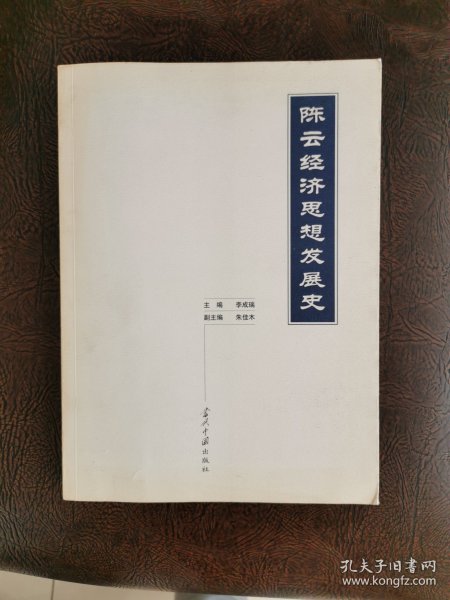 陈云经济思想发展史
主 编 李成瑞
副主编 朱佳木
当代中国出版社
孔夫子旧书网
www.kongfz.com